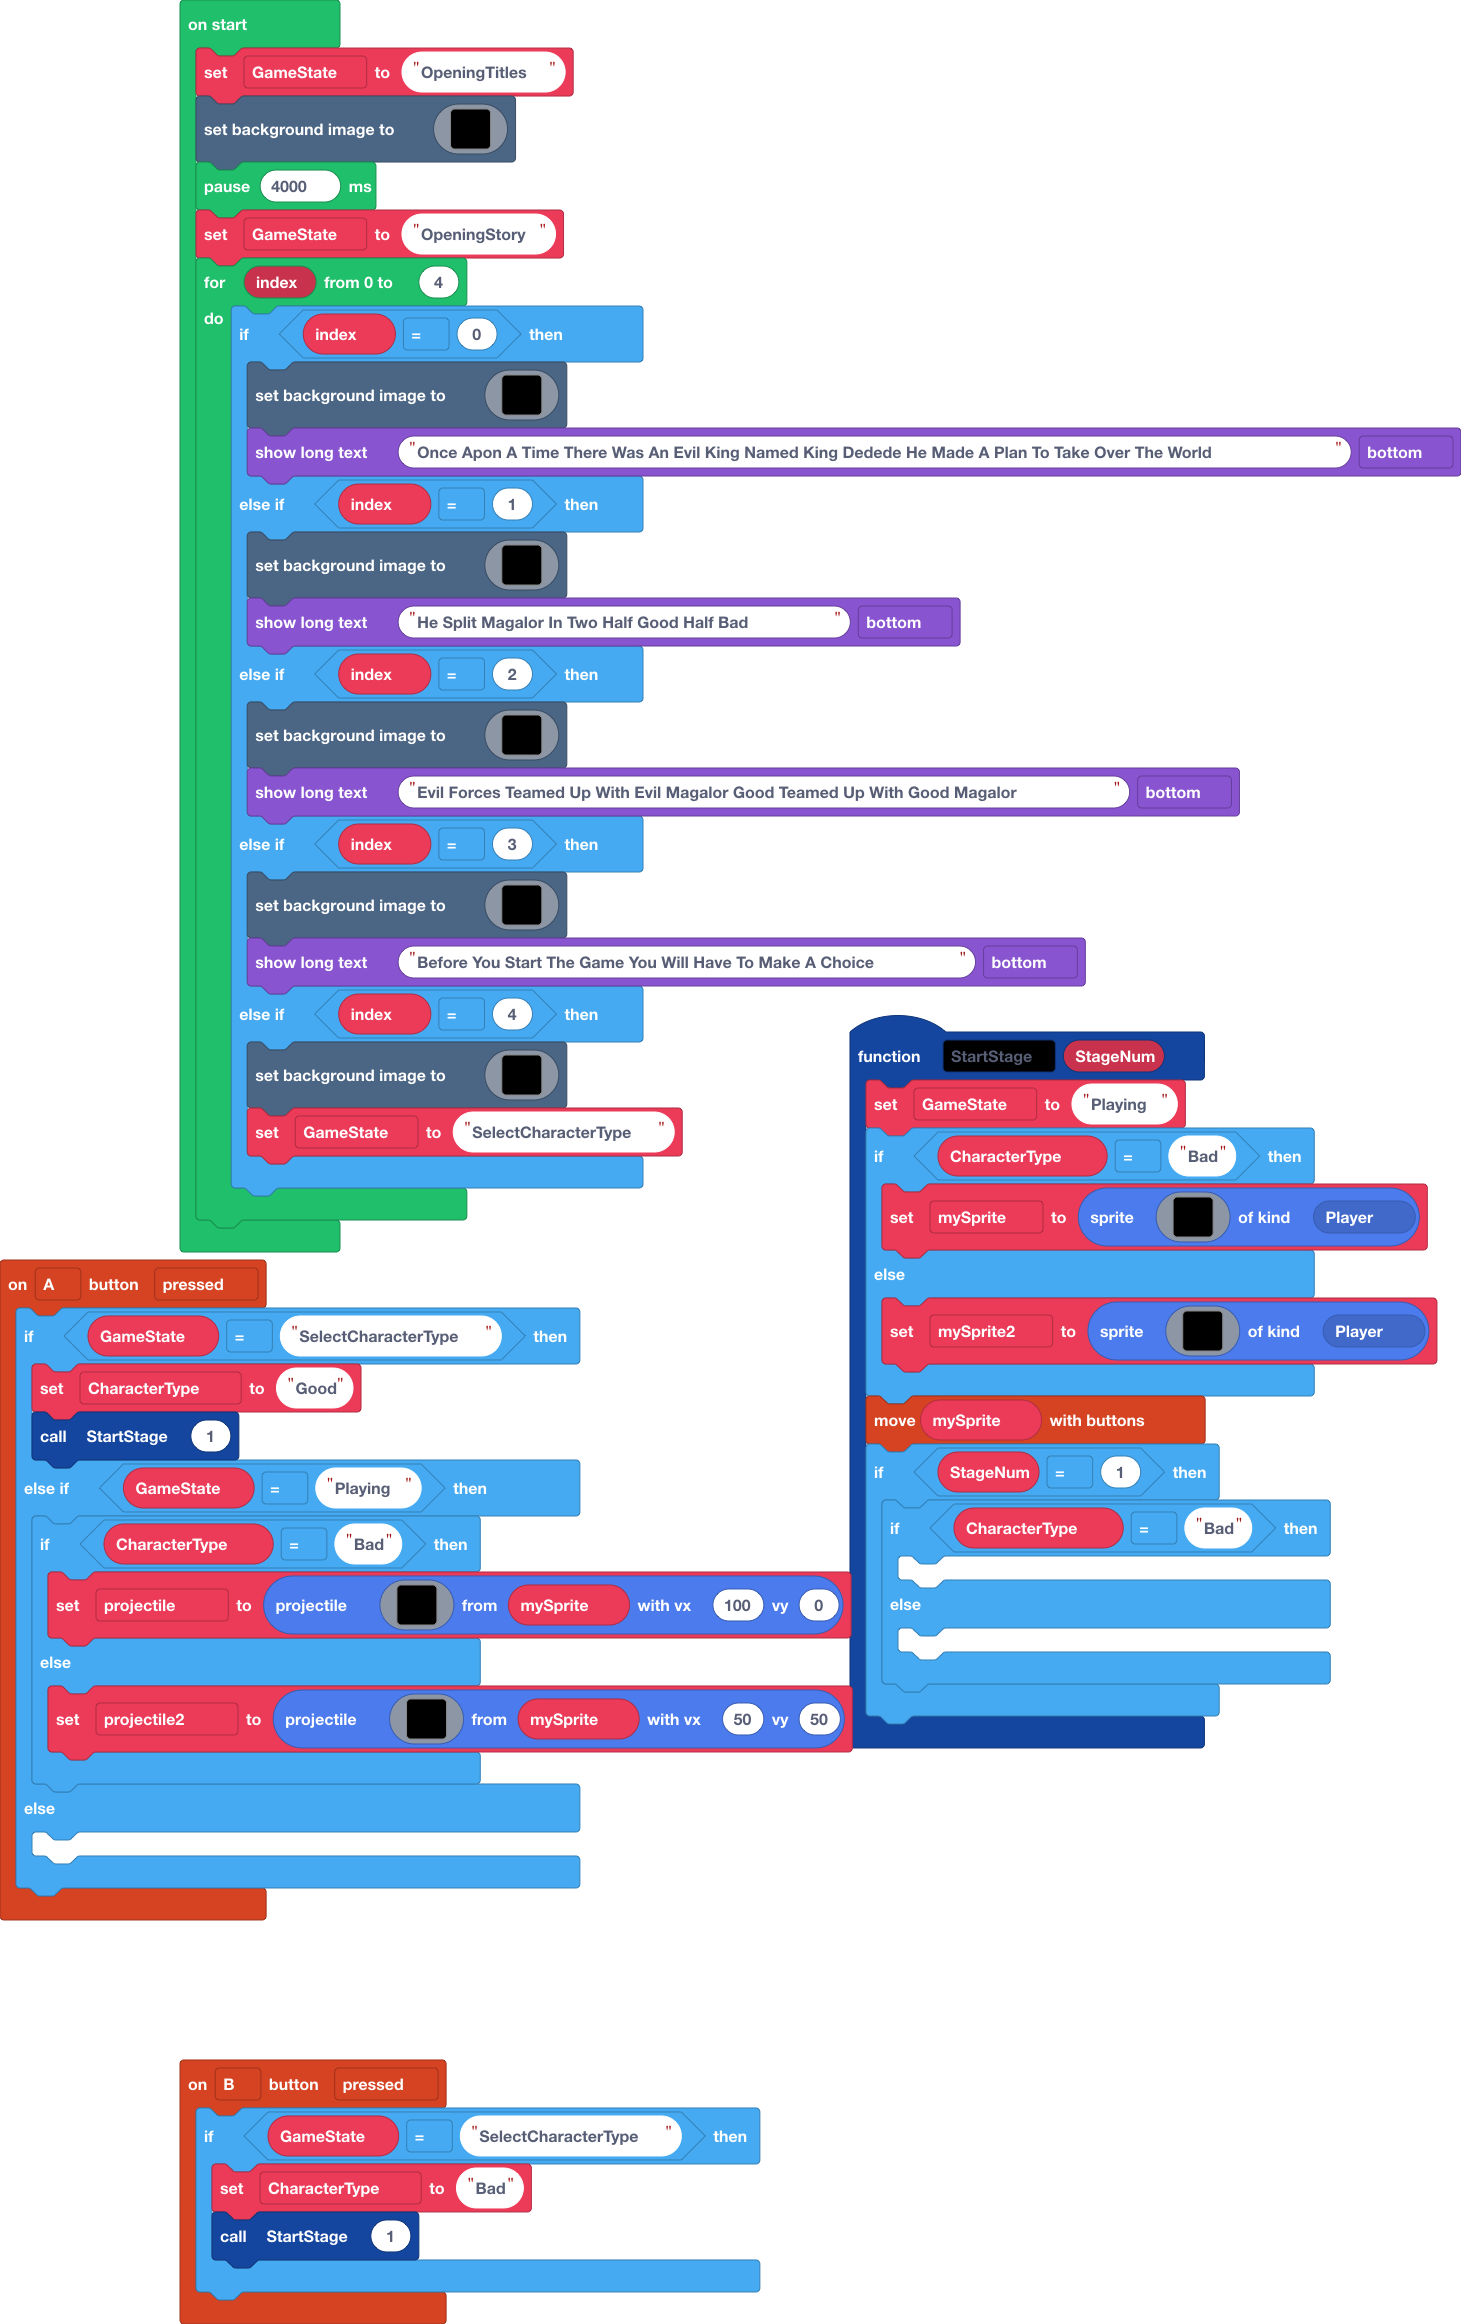 on start
set GameState to "OpeningTitles"
set background image to
pause 4000 ms
set GameState to "OpeningStory"
for index from 0 to 4
do if index = 0 then
set background image to
show long text "Once Apon A Time There Was An Evil King Named King Dedede He Made A Plan To Take Over The World" bottom
else if index = 1 then
set background image to
show long text "He Split Magalor In Two Half Good Half Bad" bottom
else if index = 2 then
set background image to
show long text "Evil Forces Teamed Up With Evil Magalor Good Teamed Up With Good Magalor" bottom
else if index = 3 then
set background image to
show long text "Before You Start The Game You Will Have To Make A Choice" bottom
else if index = 4 then
set background image to
set GameState to "SelectCharacterType"
function StartStage StageNum
set GameState to "Playing"
if CharacterType = "Bad" then
set mySprite to sprite of kind Player
else
set mySprite2 to sprite of kind Player
move mySprite with buttons
if StageNum = 1 then
if CharacterType = "Bad" then
else
on A button pressed
if GameState = "SelectCharacterType" then
set CharacterType to "Good"
call StartStage 1
else if GameState = "Playing" then
if CharacterType = "Bad" then
set projectile to projectile from mySprite with vx 100 vy 0
else
set projectile2 to projectile from mySprite with vx 50 vy 50
else
on B button pressed
if GameState = "SelectCharacterType" then
set CharacterType to "Bad"
call StartStage 1